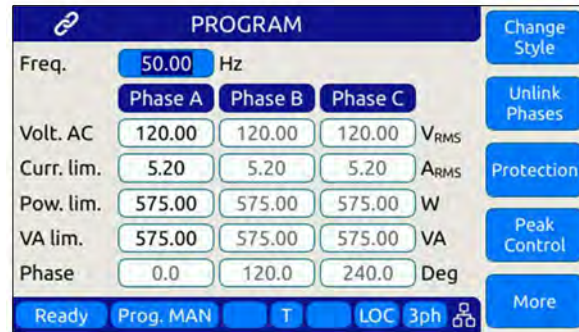 PROGRAM
Change
Style
Freq. 50.00 Hz
Phase A Phase B Phase C
Unlink
Phases
Volt. AC 120.00 120.00 120.00 VRMS
Curr. lim. 5.20 5.20 5.20 ARMS
Protection
Pow. lim. 575.00 575.00 575.00 W
VA lim. 575.00 575.00 575.00 VA
Peak
Control
Phase 0.0 120.0 240.0 Deg
More
Ready Prog. MAN T LOC 3ph